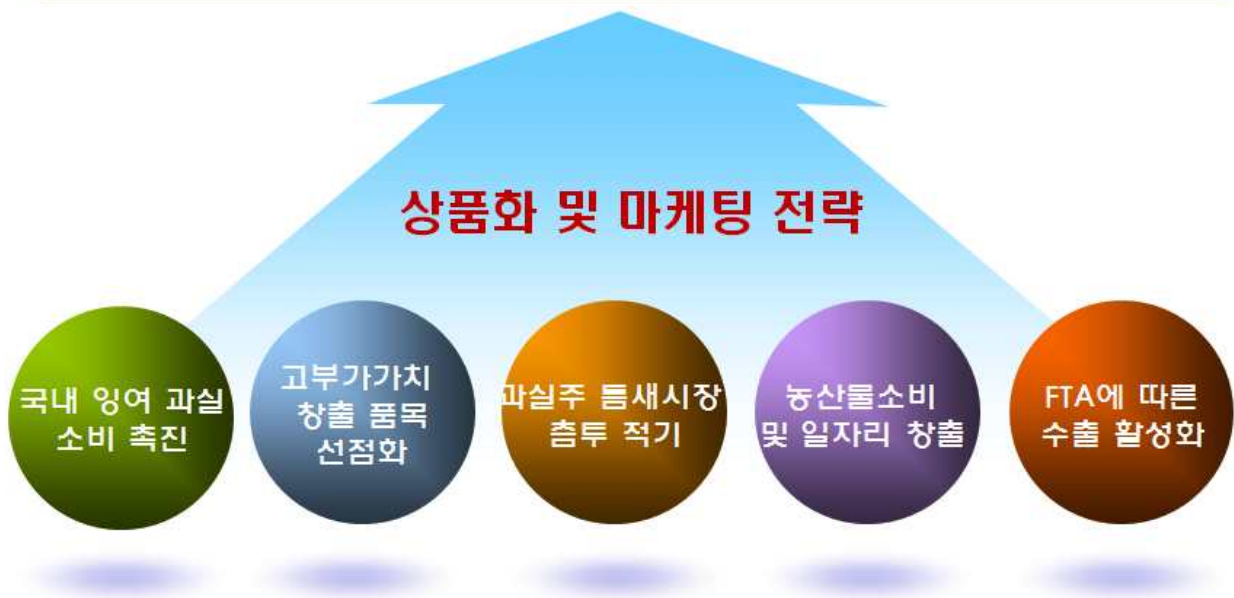 상품화 및 마케팅 전략
국내 잉여 과실
소비 촉진
고부가가치
창출 품목
선점화
과실주 틈새시장
츰투 적기
농산물소비
및 일자리 창출
FTA에 따른
수출 활성화